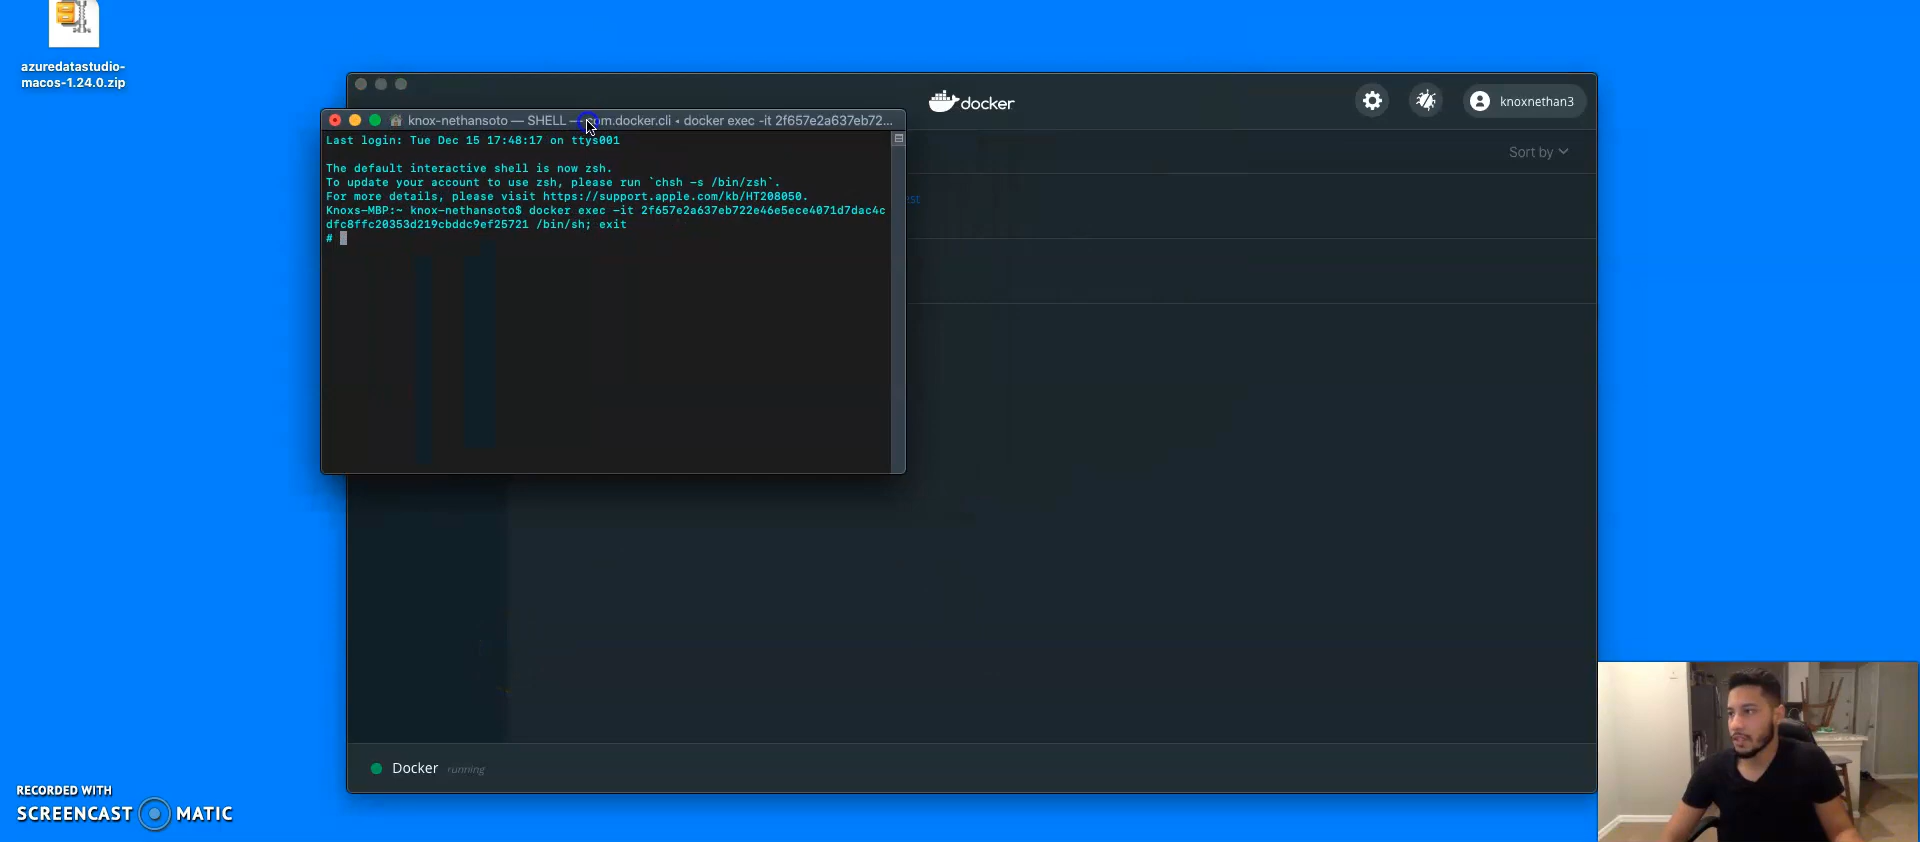 azuredatastudio-
macos-1.24.0.zip
docker
knoxnethan3
knox-nethansoto — SHELL — com.docker.cli • docker exec -it 2f657e2a637eb72...
Sort by
Last login: Tue Dec 15 17:48:17 on ttys001
The default interactive shell is now zsh.
To update your account to use zsh, please run `chsh -s /bin/zsh`.
For more details, please visit https://support.apple.com/kb/HT208050.
Knoxs-MBP:~ knox-nethansoto$ docker exec -it 2f657e2a637eb722e46e5ece4071d7dac4c
dfc8ffc20353d219cbddc9ef25721 /bin/sh; exit
#
Docker running
RECORDED WITH
SCREENCAST MATIC